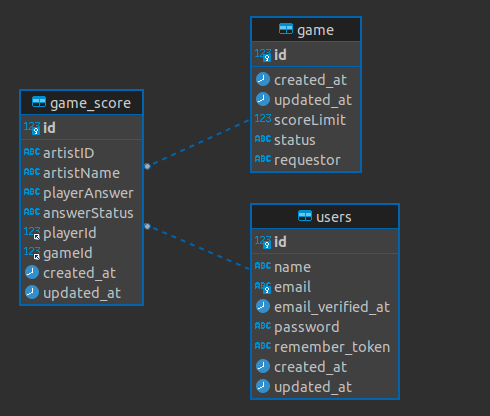 game
123 id
created_at
updated_at
123 scoreLimit
ABC status
ABC requestor
game_score
123 id
ABC artistID
ABC artistName
ABC playerAnswer
ABC answerStatus
123 playerId
123 gameId
created_at
updated_at
users
123 id
ABC name
ABC email
email_verified_at
ABC password
ABC remember_token
created_at
updated_at